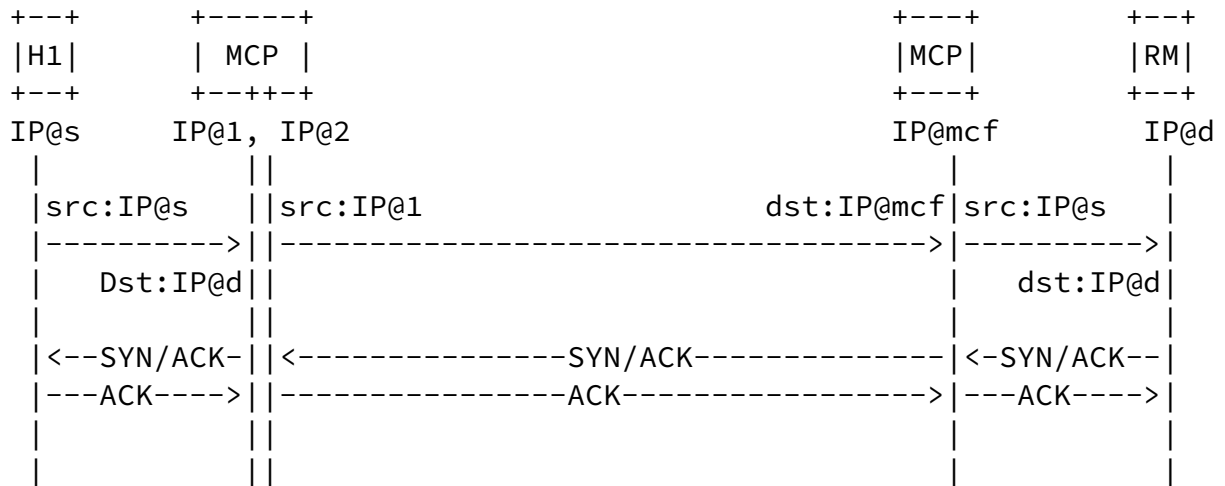 +--+      +-----+                              +---+       +--+
|H1|      | MCP |                              |MCP|       |RM|
+--+      +--++-+                              +---+       +--+
IP@s     IP@1, IP@2                            IP@mcf      IP@d
 |           ||                                  |          |
 |src:IP@s   ||src:IP@1                dst:IP@mcf|src:IP@s  |
 |---------->||--------------------------------->|--------->|
 |   Dst:IP@d||                                  |  dst:IP@d|
 |           ||                                  |          |
 |<--SYN/ACK-||<--------------SYN/ACK------------|<-SYN/ACK--|
 |---ACK---->||---------------ACK--------------->|---ACK---->|
 |           ||                                  |          |
 |           ||                                  |          |